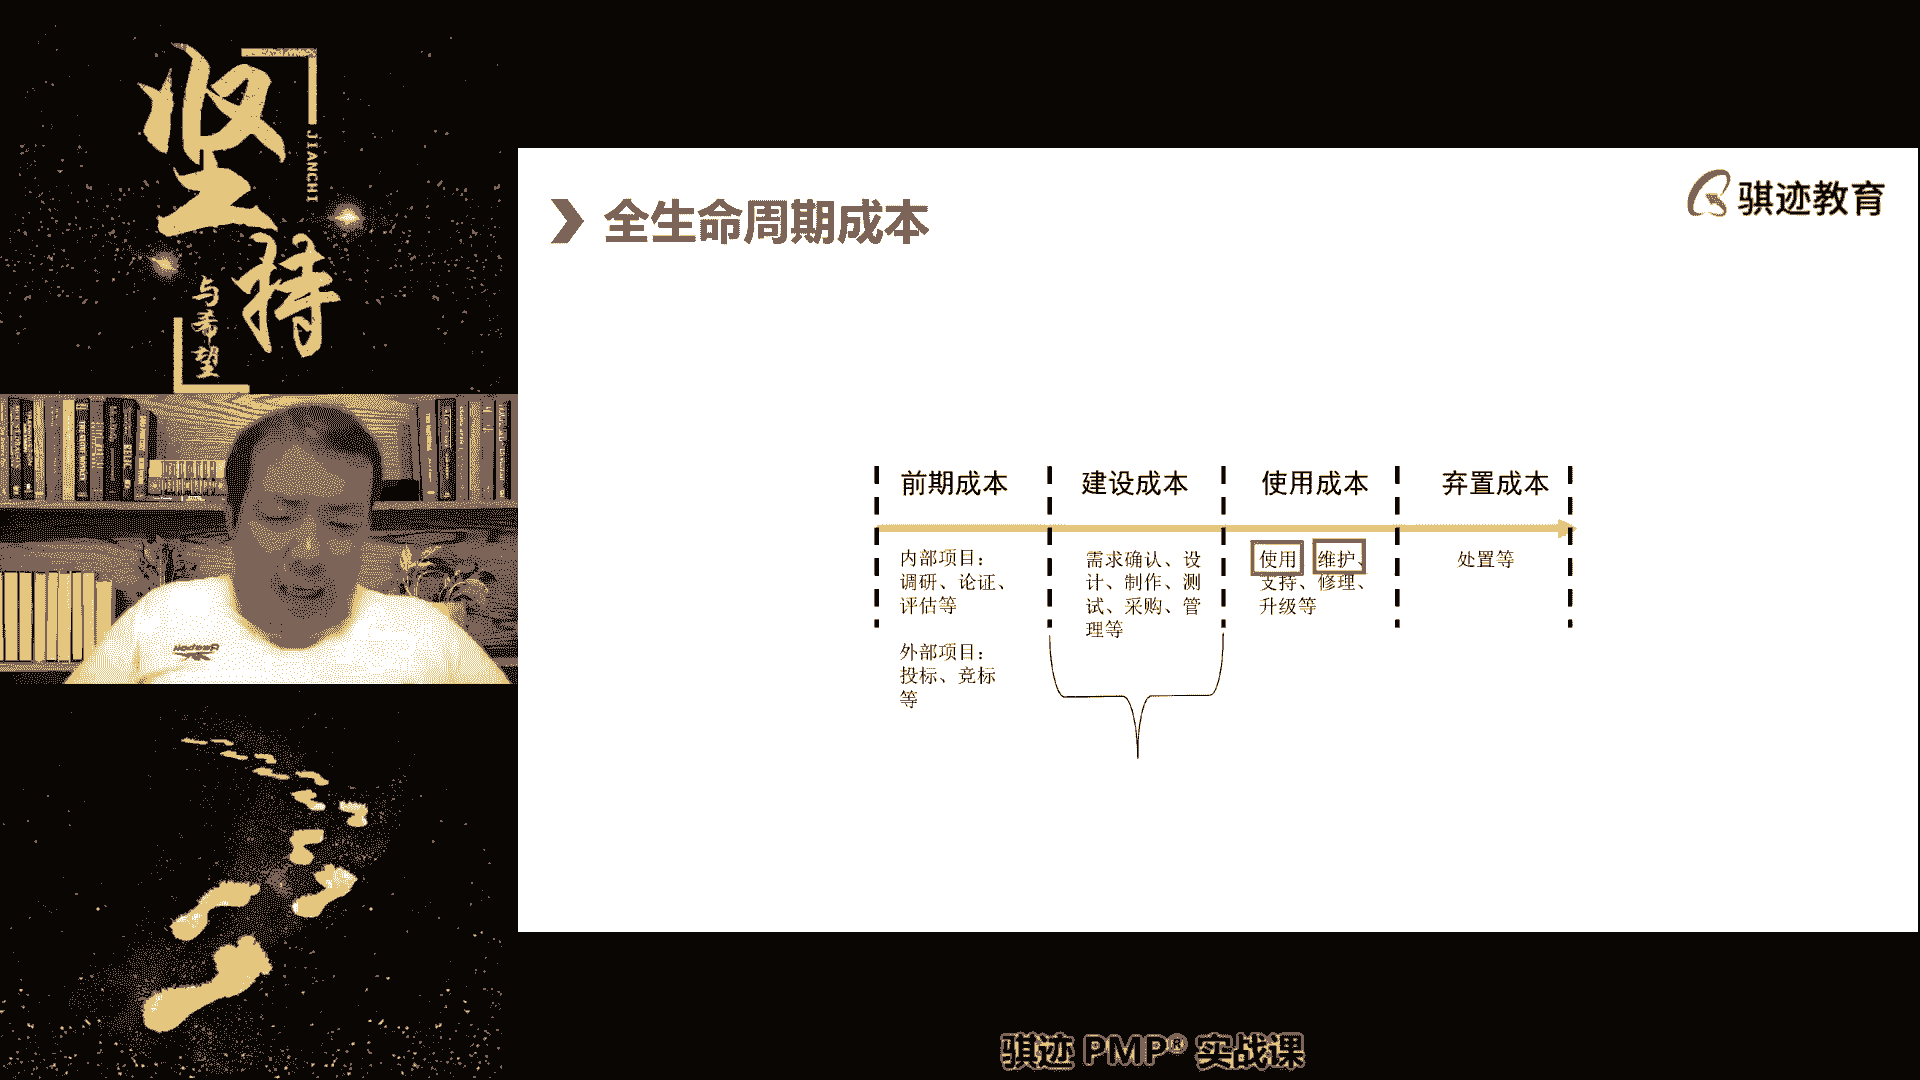 坚持
JIANCHI
与希望
骐迹教育
全生命周期成本
前期成本
建设成本
使用成本
弃置成本
内部项目：
调研、论证、
评估等
外部项目：
投标、竞标
等
需求确认、设
计、制作、测
试、采购、管
理等
使用 维护、
支持、修理、
升级等
处置等
骐迹 PMP® 实战课